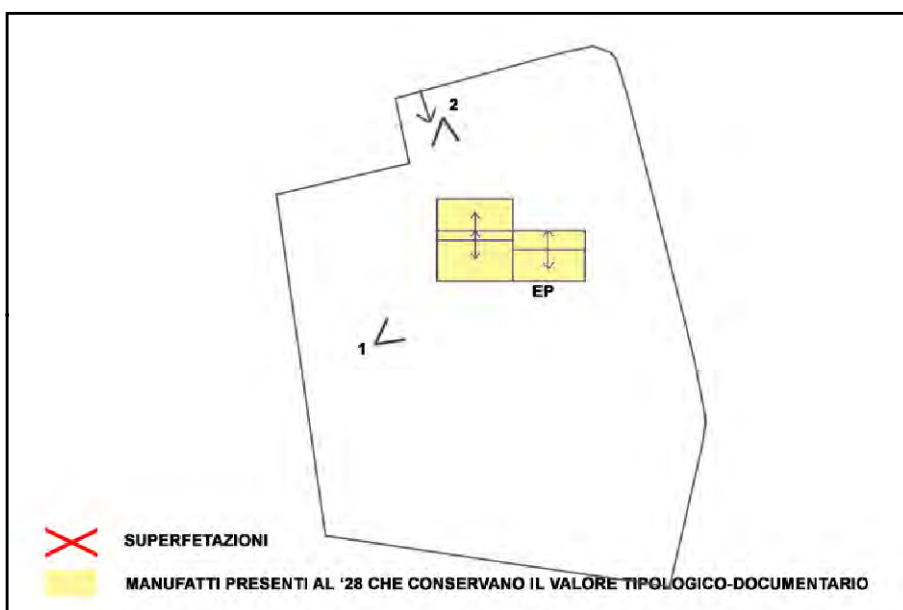 2
EP
1
SUPERFETAZIONI
MANUFATTI PRESENTI AL '28 CHE CONSERVANO IL VALORE TIPOLOGICO-DOCUMENTARIO